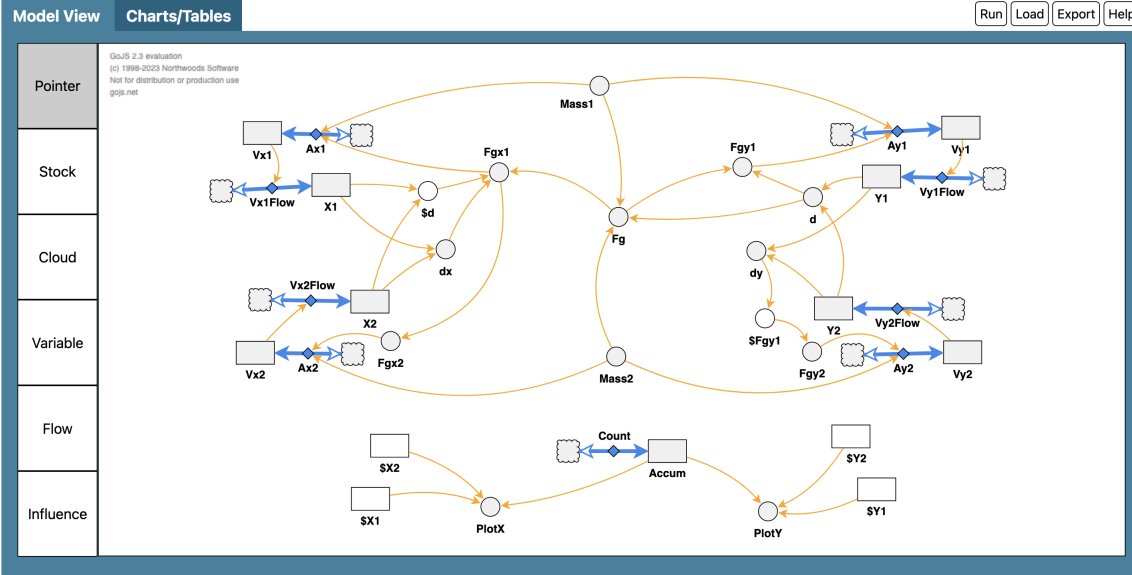 Model View
Charts/Tables
Run
Load
Export
Help
Pointer
Stock
Cloud
Variable
Flow
Influence
GoJS 2.3 evaluation
(c) 1998-2023 Northwoods Software
Not for distribution or production use
gojs.net
Mass1
Vx1
Ax1
Fgx1
Fgy1
Ay1
Vy1
Vx1Flow
X1
$d
Y1
Vy1Flow
d
Fg
dx
dy
Vx2Flow
X2
Y2
Vy2Flow
$Fgy1
Vx2
Ax2
Fgx2
Mass2
Fgy2
Ay2
Vy2
Count
$X2
Accum
$Y2
$X1
PlotX
$Y1
PlotY